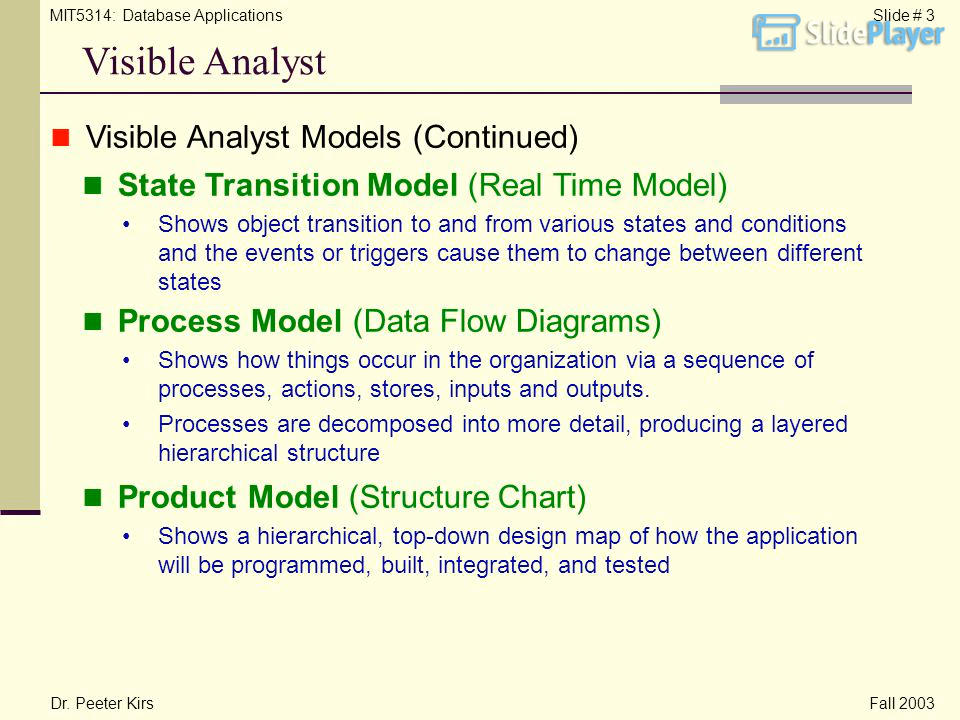 MIT5314: Database Applications
Slide # 3
SlidePlayer
Visible Analyst
Visible Analyst Models (Continued)
State Transition Model (Real Time Model)
• Shows object transition to and from various states and conditions
and the events or triggers cause them to change between different
states
Process Model (Data Flow Diagrams)
• Shows how things occur in the organization via a sequence of
processes, actions, stores, inputs and outputs.
• Processes are decomposed into more detail, producing a layered
hierarchical structure
Product Model (Structure Chart)
• Shows a hierarchical, top-down design map of how the application
will be programmed, built, integrated, and tested
Dr. Peeter Kirs
Fall 2003